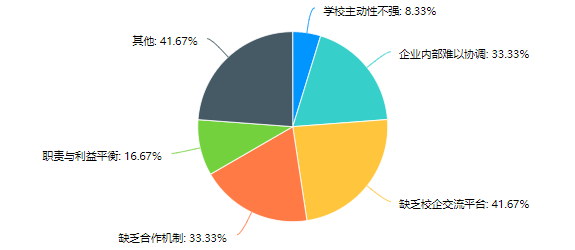 学校主动性不强: 8.33%
其他: 41.67%
企业内部难以协调: 33.33%
职责与利益平衡: 16.67%
缺乏校企交流平台: 41.67%
缺乏合作机制: 33.33%